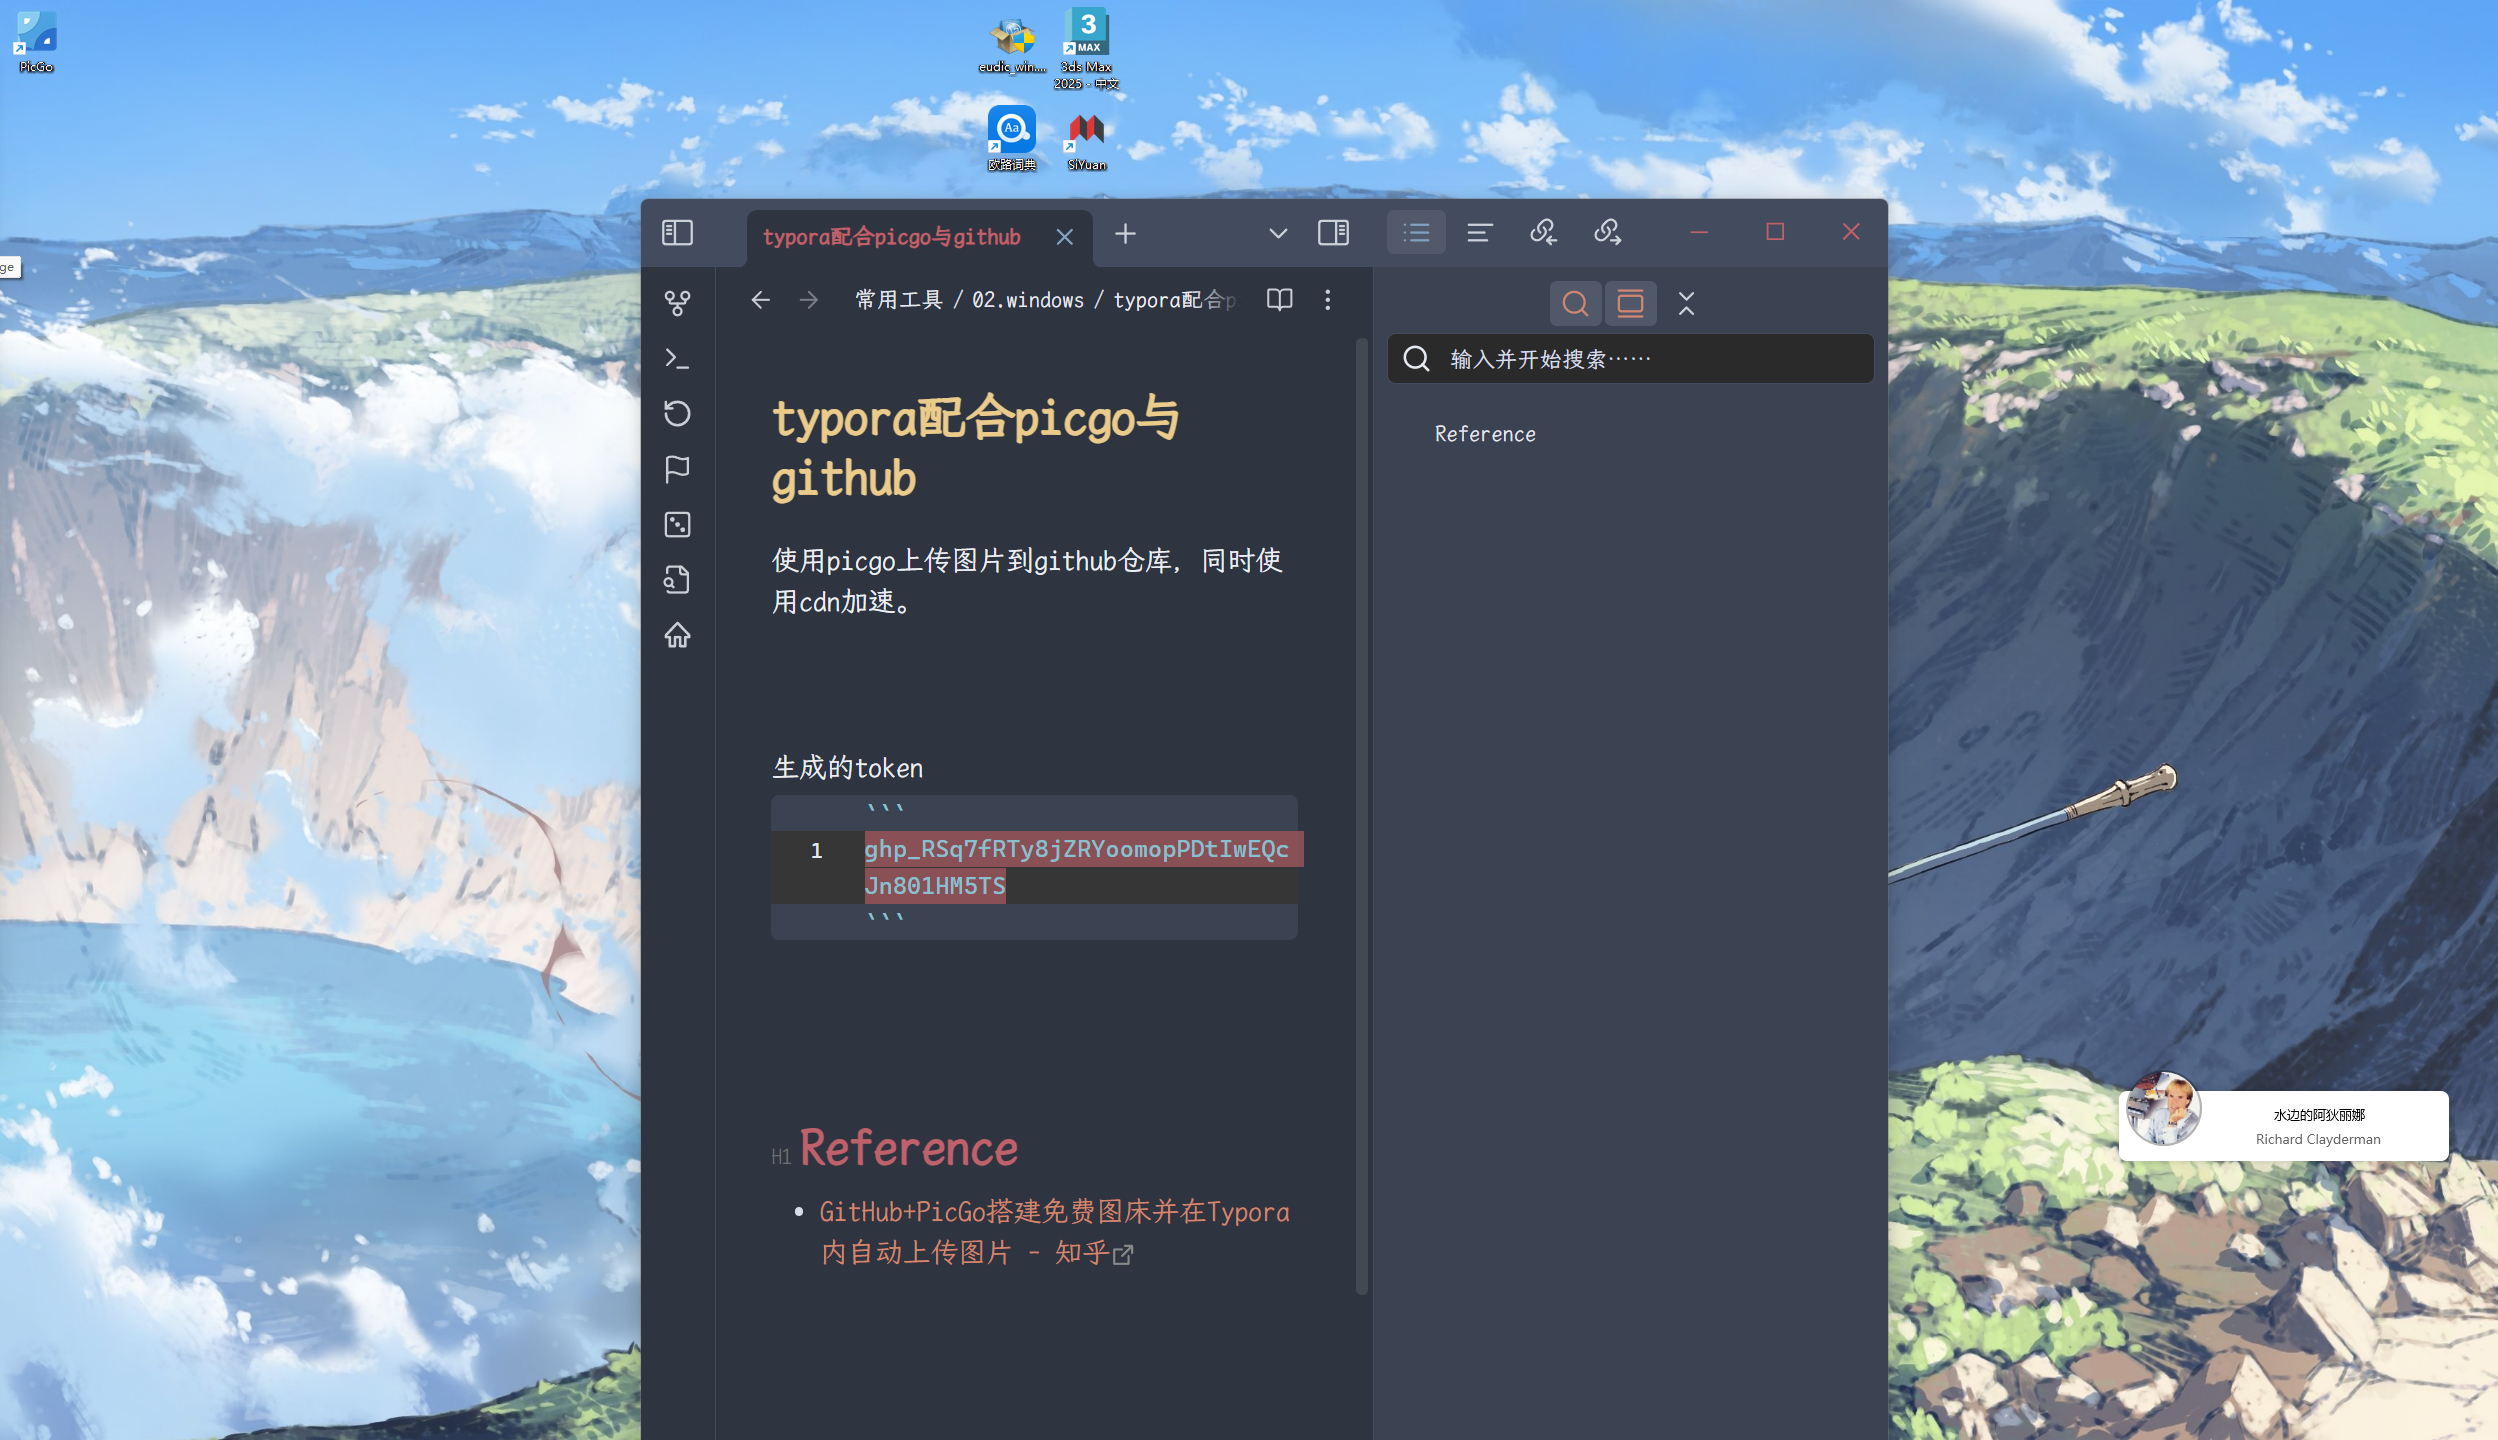 PicGo
eudic_win....
3ds Max
2025 - 中文
欧路词典
SiYuan
ge
typora配合picgo与github
常用工具 / 02.windows / typora配合p
输入并开始搜索……
Reference
typora配合picgo与
github
使用picgo上传图片到github仓库，同时使
用cdn加速。
生成的token
```
1
ghp_RSq7fRTy8jZRYoomopPDtIwEQc
Jn801HM5TS
```
H1 Reference
• GitHub+PicGo搭建免费图床并在Typora
内自动上传图片 - 知乎
水边的阿狄丽娜
Richard Clayderman